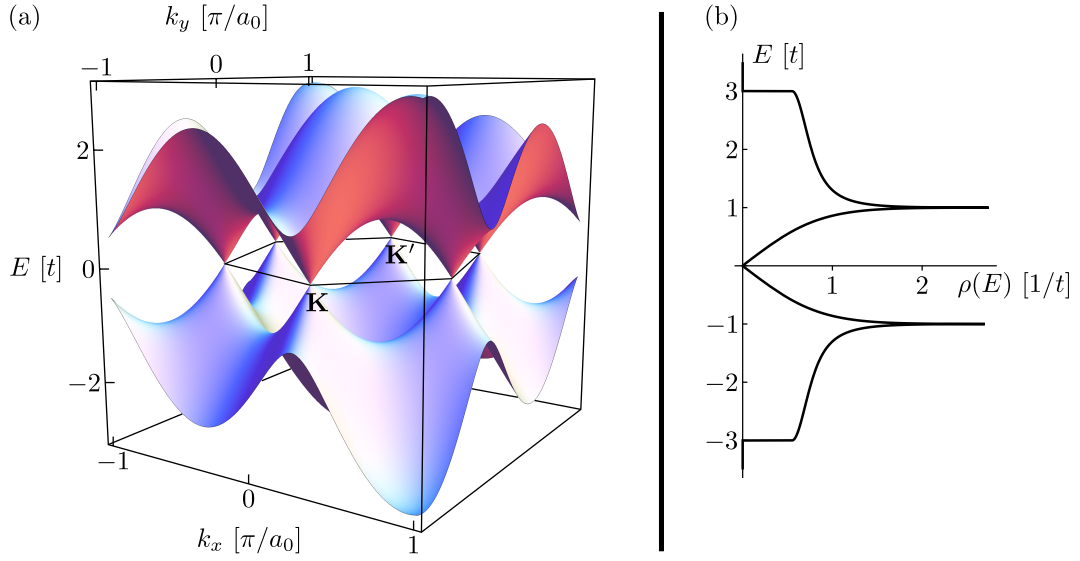 (a)
k_y [π/a_0]
−1
0
1
2
E [t]
0
−2
K′
K
−1
0
1
k_x [π/a_0]
(b)
E [t]
3
2
1
1
2
ρ(E) [1/t]
−1
−2
−3